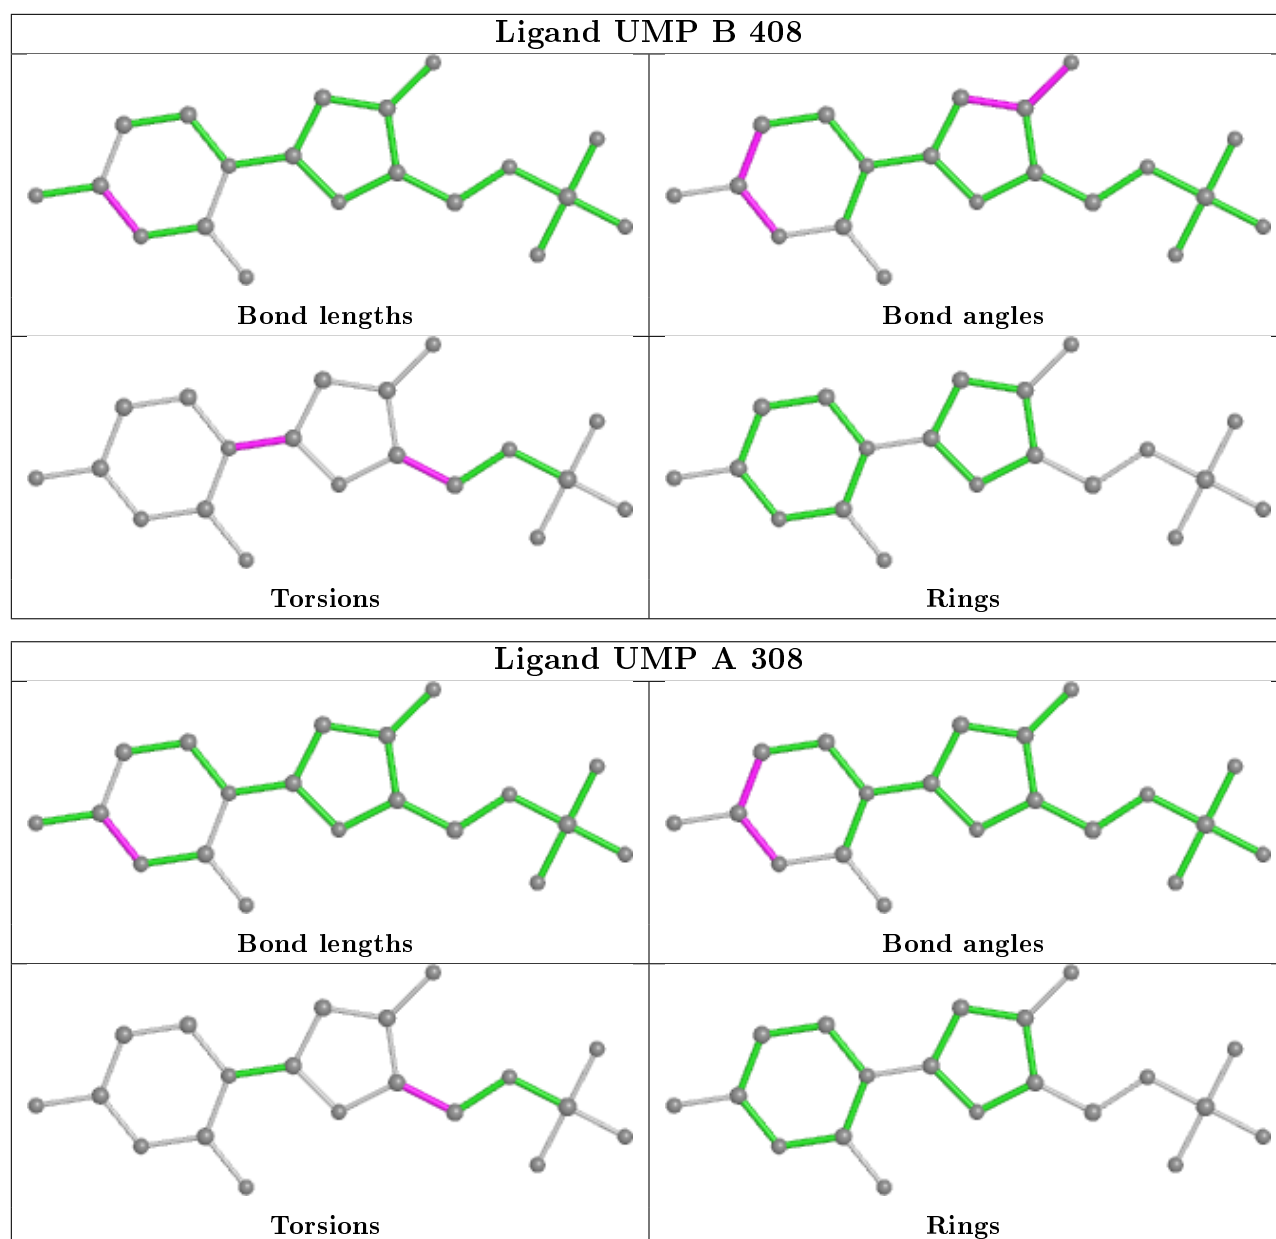 Ligand UMP B 408
Bond lengths
Bond angles
Torsions
Rings
Ligand UMP A 308
Bond lengths
Bond angles
Torsions
Rings